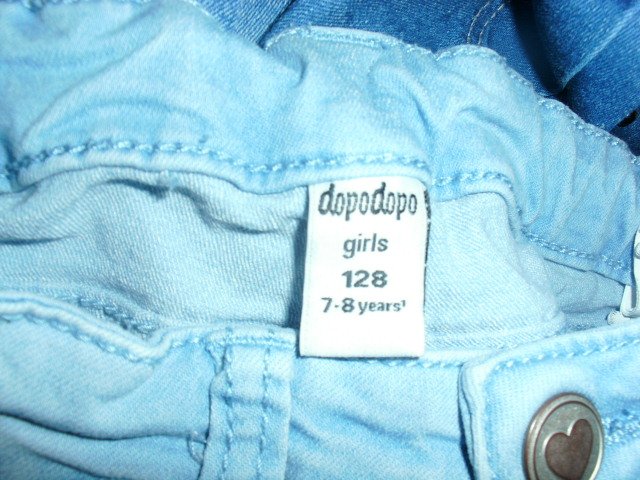 dopodopo
girls
128
7-8 years¹